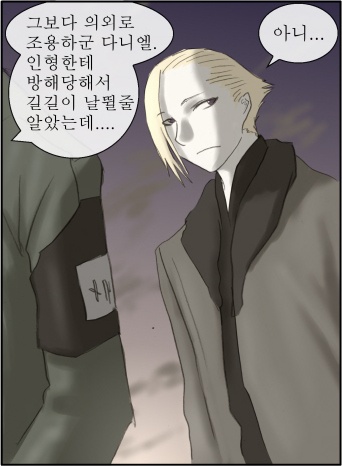 그보다 의외로
조용하군 다니엘.
인형한테
방해당해서
길길이 날뛸줄
알았는데....
아니...